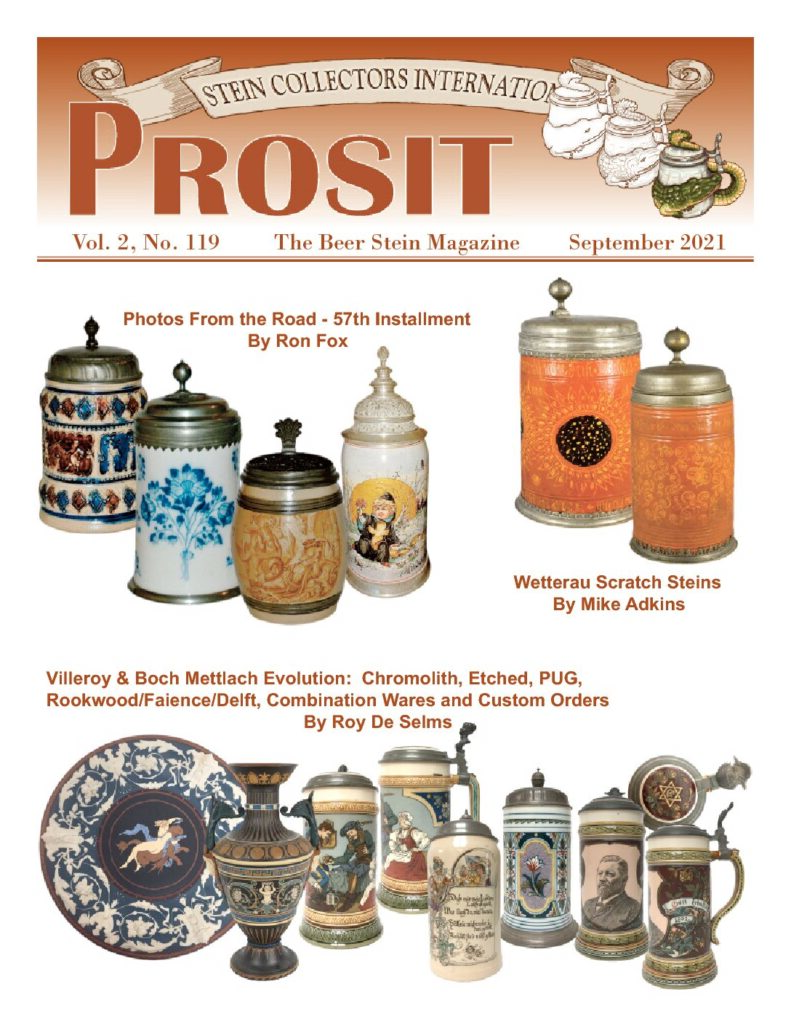 STEIN COLLECTORS INTERNATIO
PROSIT
Vol. 2, No. 119 The Beer Stein Magazine September 2021
Photos From the Road - 57th Installment
By Ron Fox
Wetterau Scratch Steins
By Mike Adkins
Villeroy & Boch Mettlach Evolution: Chromolith, Etched, PUG,
Rookwood/Faience/Delft, Combination Wares and Custom Orders
By Roy De Selms